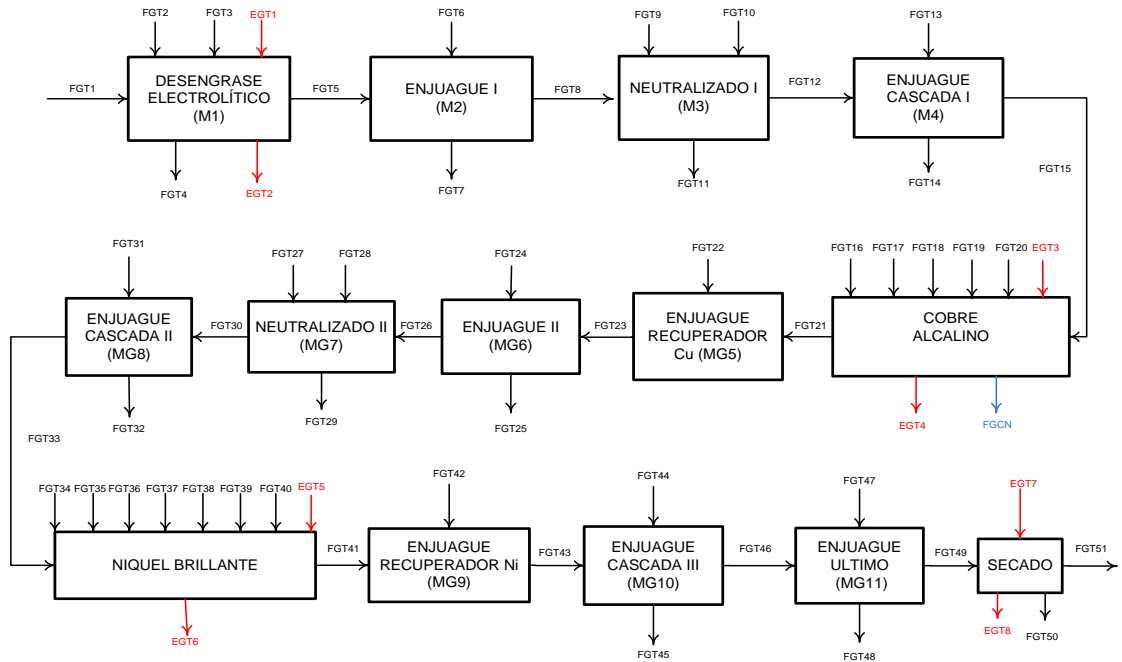 FGT2
FGT3
EGT1
FGT6
FGT9
FGT10
FGT13
FGT1
DESENGRASE
ELECTROLÍTICO
(M1)
FGT5
ENJUAGUE I
(M2)
FGT8
NEUTRALIZADO I
(M3)
FGT12
ENJUAGUE
CASCADA I
(M4)
FGT4
EGT2
FGT7
FGT11
FGT14
FGT15
FGT31
FGT27
FGT28
FGT24
FGT22
FGT16
FGT17
FGT18
FGT19
FGT20
EGT3
ENJUAGUE
CASCADA II
(MG8)
FGT30
NEUTRALIZADO II
(MG7)
FGT26
ENJUAGUE II
(MG6)
FGT23
ENJUAGUE
RECUPERADOR
Cu (MG5)
FGT21
COBRE
ALCALINO
FGT32
FGT29
FGT25
EGT4
FGCN
FGT33
FGT34
FGT35
FGT36
FGT37
FGT38
FGT39
FGT40
EGT5
FGT42
FGT44
FGT47
EGT7
NIQUEL BRILLANTE
FGT41
ENJUAGUE
RECUPERADOR Ni
(MG9)
FGT43
ENJUAGUE
CASCADA III
(MG10)
FGT46
ENJUAGUE
ULTIMO
(MG11)
FGT49
SECADO
FGT51
EGT6
FGT45
FGT48
EGT8
FGT50